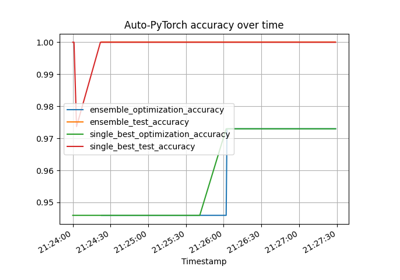 Auto-PyTorch accuracy over time
1.00
0.99
0.98
0.97
0.96
0.95
ensemble_optimization_accuracy
ensemble_test_accuracy
single_best_optimization_accuracy
single_best_test_accuracy
21:24:00
21:24:30
21:25:00
21:25:30
21:26:00
21:26:30
21:27:00
21:27:30
Timestamp